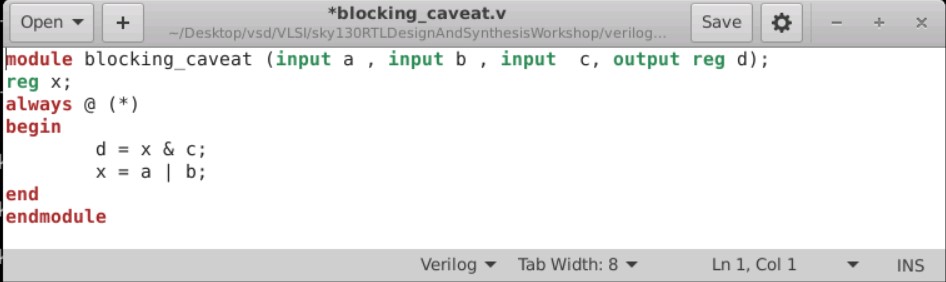 Open + *blocking_caveat.v Save
~/Desktop/vsd/VLSI/sky130RTLDesignAndSynthesisWorkshop/verilog...
module blocking_caveat (input a , input b , input  c, output reg d);
reg x;
always @ (*)
begin
        d = x & c;
        x = a | b;
end
endmodule
Verilog Tab Width: 8 Ln 1, Col 1 INS